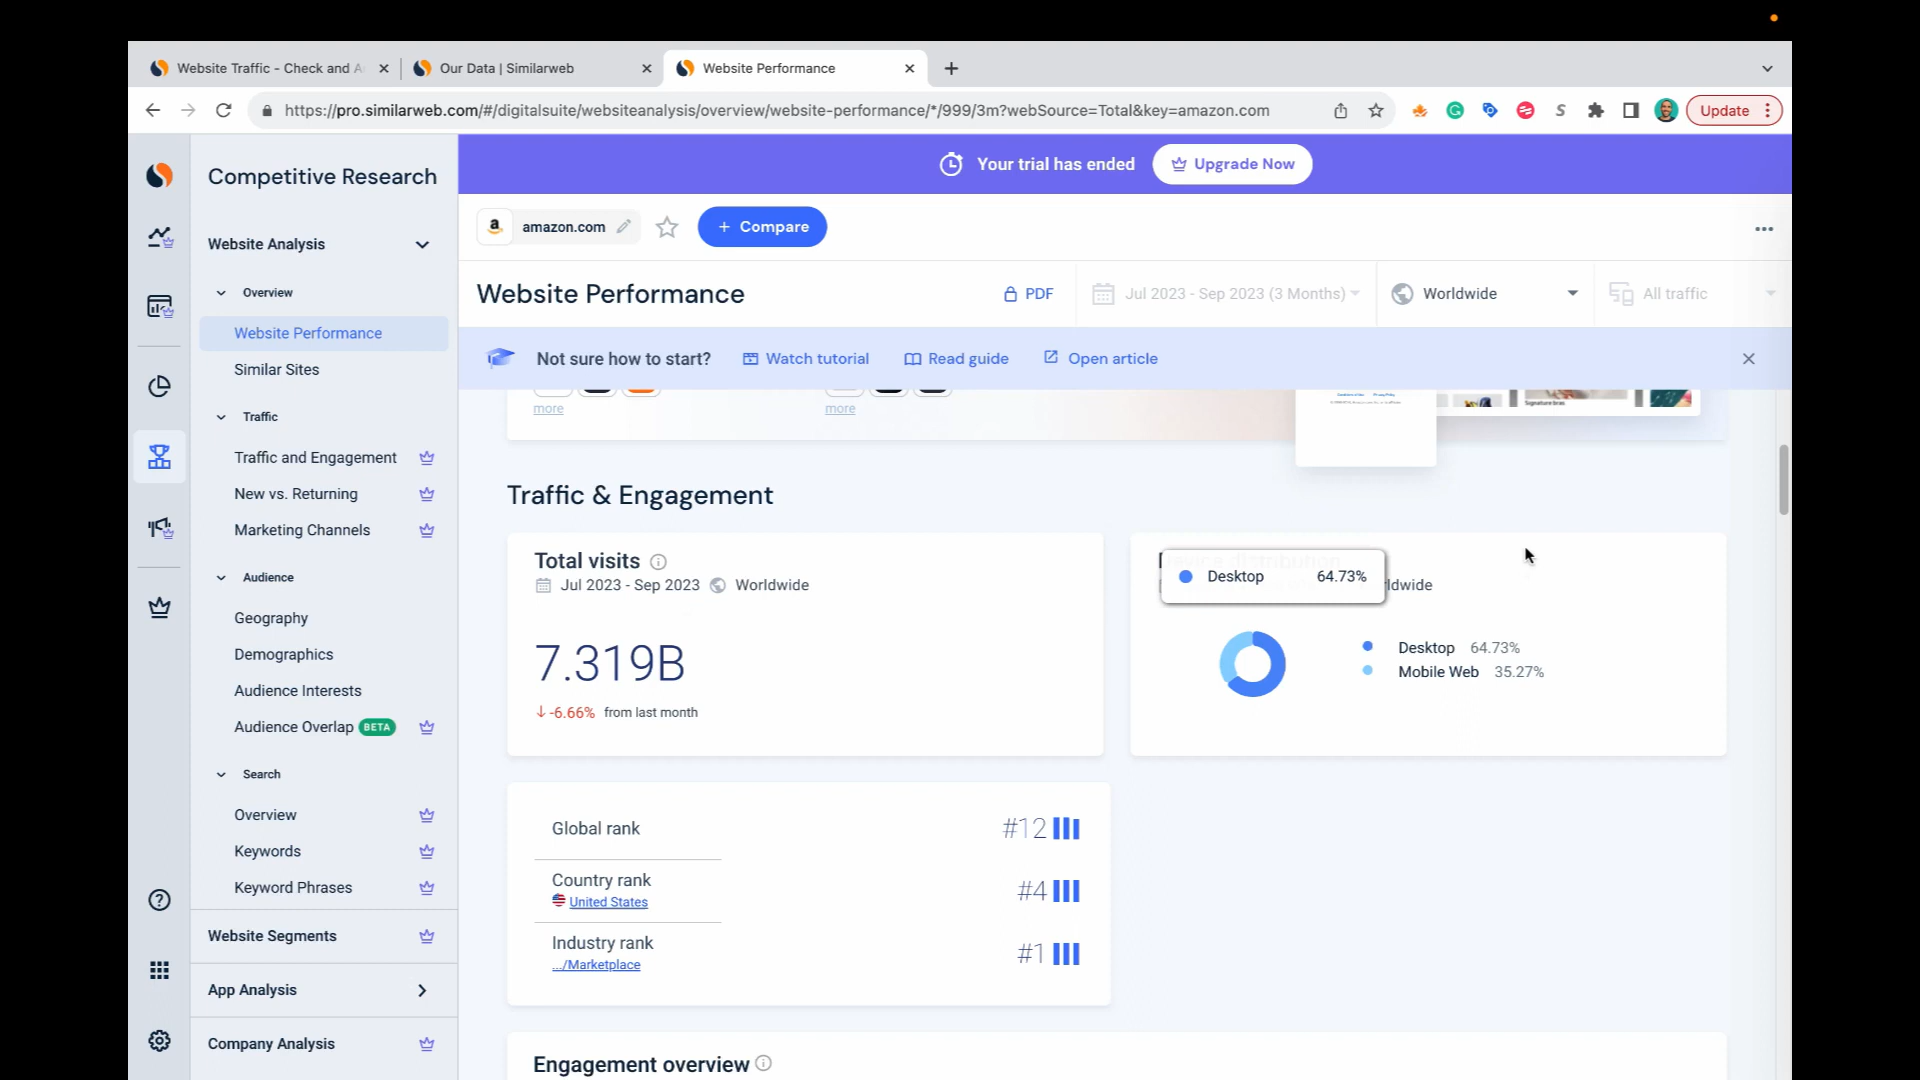 Website Traffic - Check and A
Our Data | Similarweb
Website Performance
https://pro.similarweb.com/#/digitalsuite/websiteanalysis/overview/website-performance/*/999/3m?webSource=Total&key=amazon.com
Update
Competitive Research
Website Analysis
Overview
Website Performance
Similar Sites
Traffic
Traffic and Engagement
New vs. Returning
Marketing Channels
Audience
Geography
Demographics
Audience Interests
Audience Overlap BETA
Search
Overview
Keywords
Keyword Phrases
Website Segments
App Analysis
Company Analysis
Your trial has ended
Upgrade Now
amazon.com
+ Compare
Website Performance
PDF
Jul 2023 - Sep 2023 (3 Months)
Worldwide
All traffic
Not sure how to start?
Watch tutorial
Read guide
Open article
more
more
Traffic & Engagement
Total visits
Jul 2023 - Sep 2023
Worldwide
7.319B
-6.66% from last month
Desktop 64.73%
ldwide
Desktop 64.73%
Mobile Web 35.27%
Global rank
#12
Country rank
United States
#4
Industry rank
.../Marketplace
#1
Engagement overview